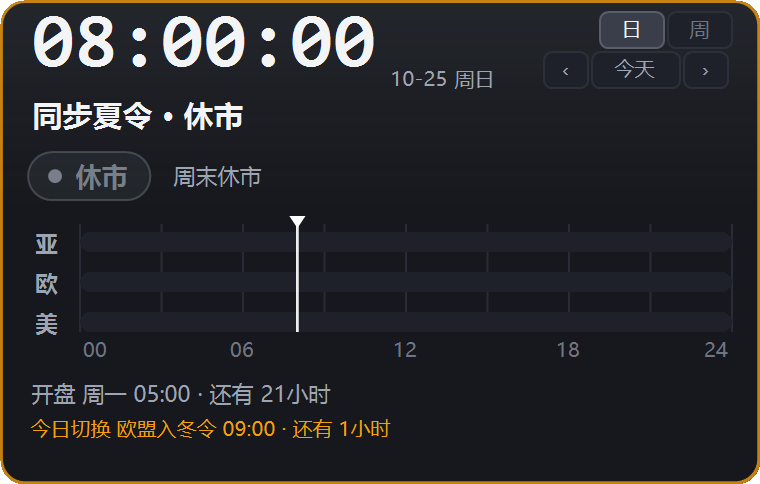 08:00:00
10-25 周日
日 周
‹ 今天 ›
同步夏令 • 休市
休市 周末休市
亚
欧
美
00 06 12 18 24
开盘 周一 05:00 · 还有 21小时
今日切换 欧盟入冬令 09:00 · 还有 1小时